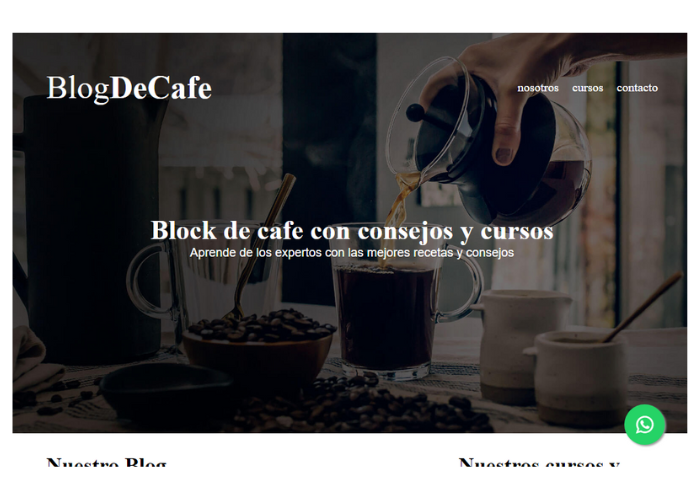 BlogDeCafe
nosotros cursos contacto
Block de cafe con consejos y cursos
Aprende de los expertos con las mejores recetas y consejos
Nuestro Blog
Nuestros cursos y